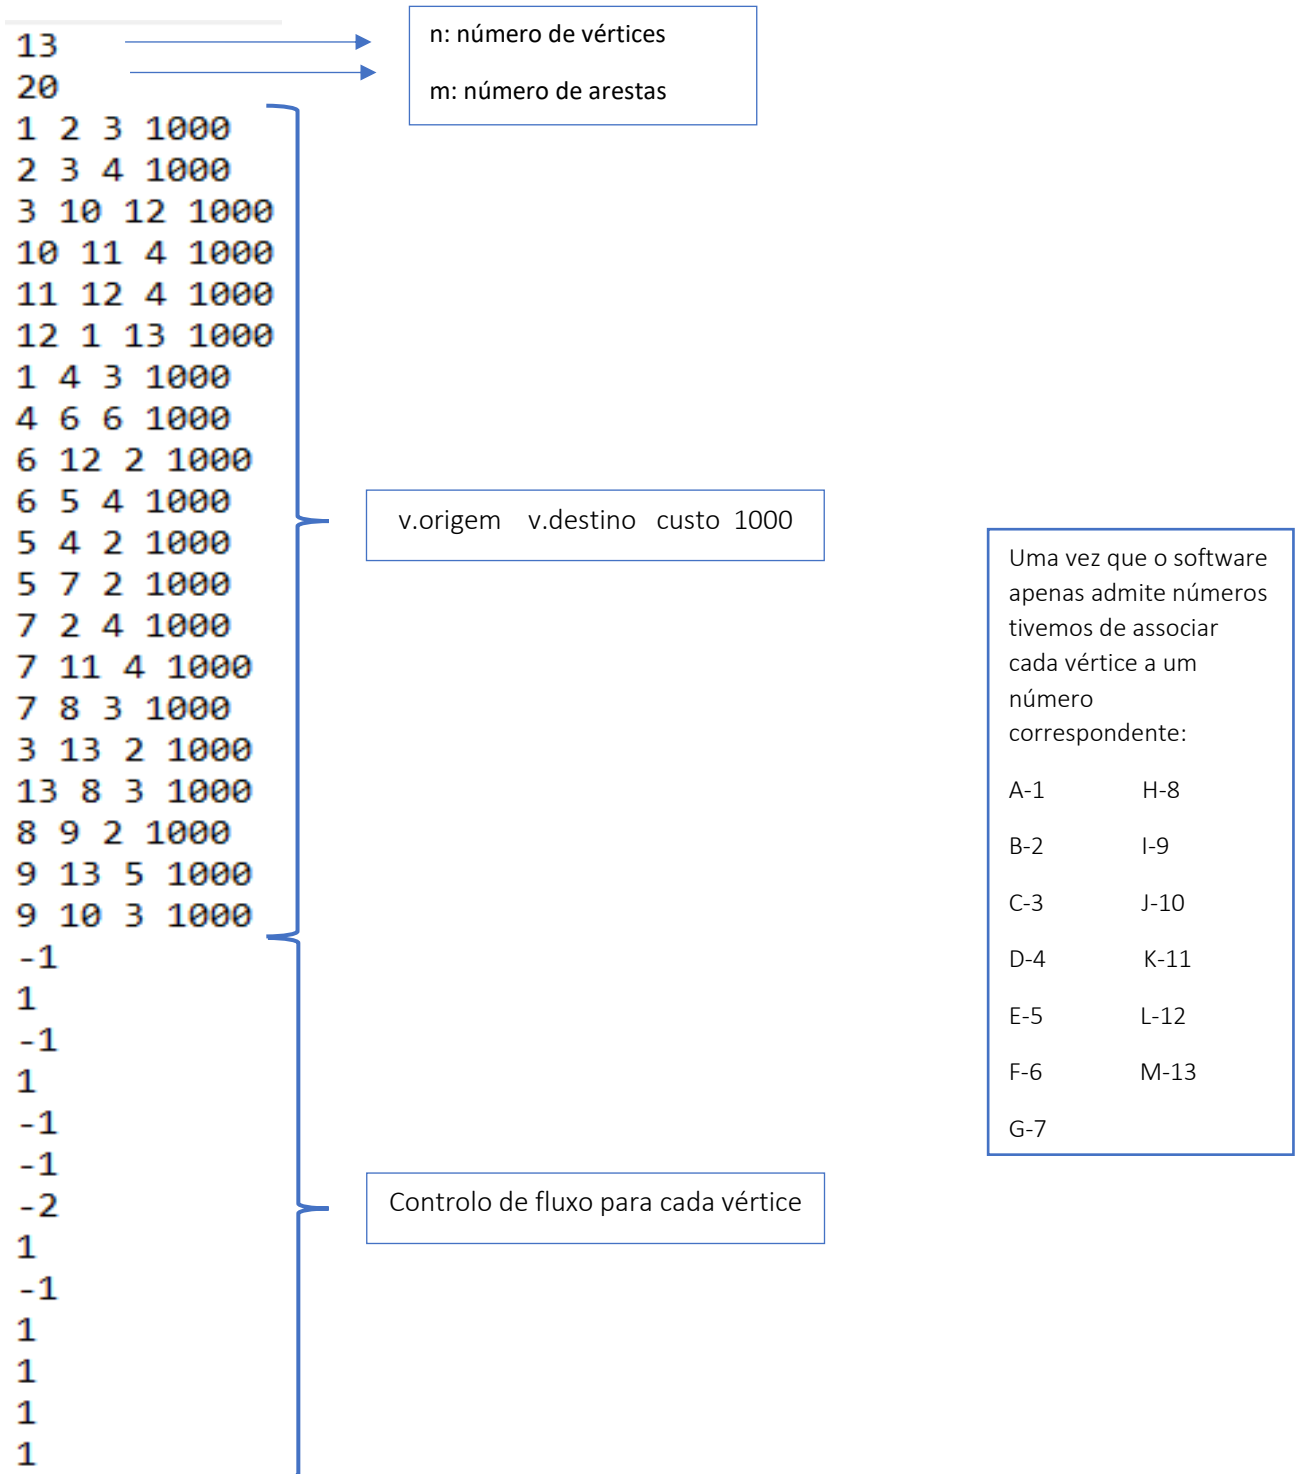 13
20
1 2 3 1000
2 3 4 1000
3 10 12 1000
10 11 4 1000
11 12 4 1000
12 1 13 1000
1 4 3 1000
4 6 6 1000
6 12 2 1000
6 5 4 1000
5 4 2 1000
5 7 2 1000
7 2 4 1000
7 11 4 1000
7 8 3 1000
3 13 2 1000
13 8 3 1000
8 9 2 1000
9 13 5 1000
9 10 3 1000
-1
1
-1
1
-1
-1
-2
1
-1
1
1
1
1
n: número de vértices
m: número de arestas
v.origem v.destino custo 1000
Controlo de fluxo para cada vértice
Uma vez que o software
apenas admite números
tivemos de associar
cada vértice a um
número
correspondente:
A-1 H-8
B-2 I-9
C-3 J-10
D-4 K-11
E-5 L-12
F-6 M-13
G-7